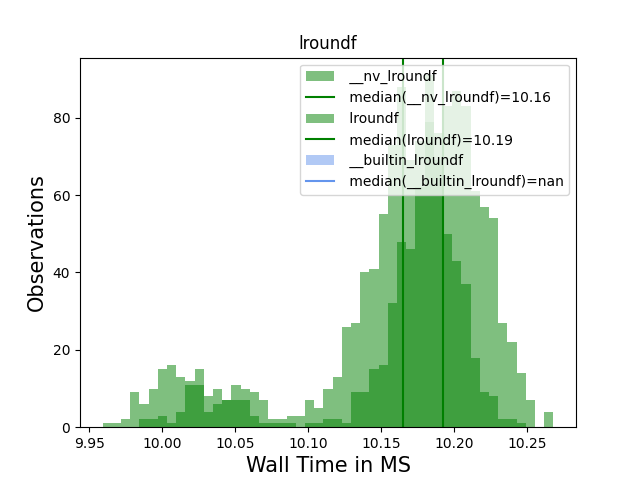 lroundf
__nv_lroundf
median(__nv_lroundf)=10.16
lroundf
median(lroundf)=10.19
__builtin_lroundf
median(__builtin_lroundf)=nan
Observations
80
60
40
20
0
9.95 10.00 10.05 10.10 10.15 10.20 10.25
Wall Time in MS